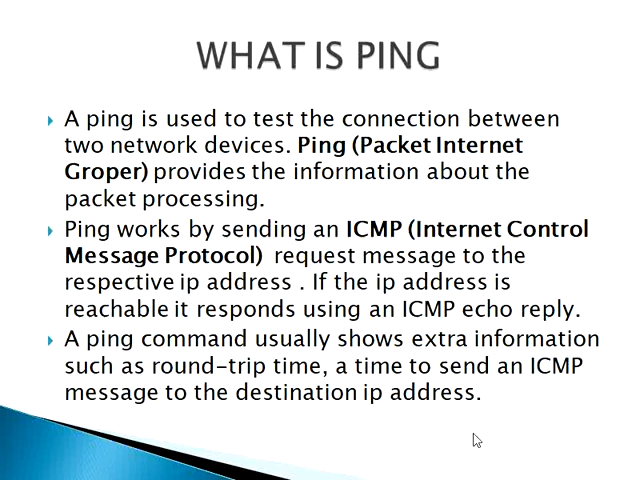 WHAT IS PING
A ping is used to test the connection between
two network devices. Ping (Packet Internet
Groper) provides the information about the
packet processing.
Ping works by sending an ICMP (Internet Control
Message Protocol) request message to the
respective ip address . If the ip address is
reachable it responds using an ICMP echo reply.
A ping command usually shows extra information
such as round-trip time, a time to send an ICMP
message to the destination ip address.